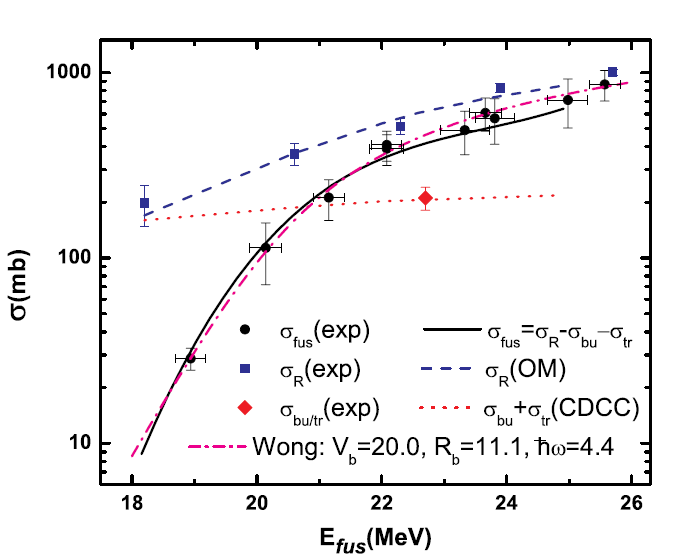 1000
100
10
σ(mb)
σfus(exp)
σR(exp)
σbu/tr(exp)
σfus=σR-σbu−σtr
σR(OM)
σbu+σtr(CDCC)
Wong: Vb=20.0, Rb=11.1, ħω=4.4
18 20 22 24 26
Efus(MeV)